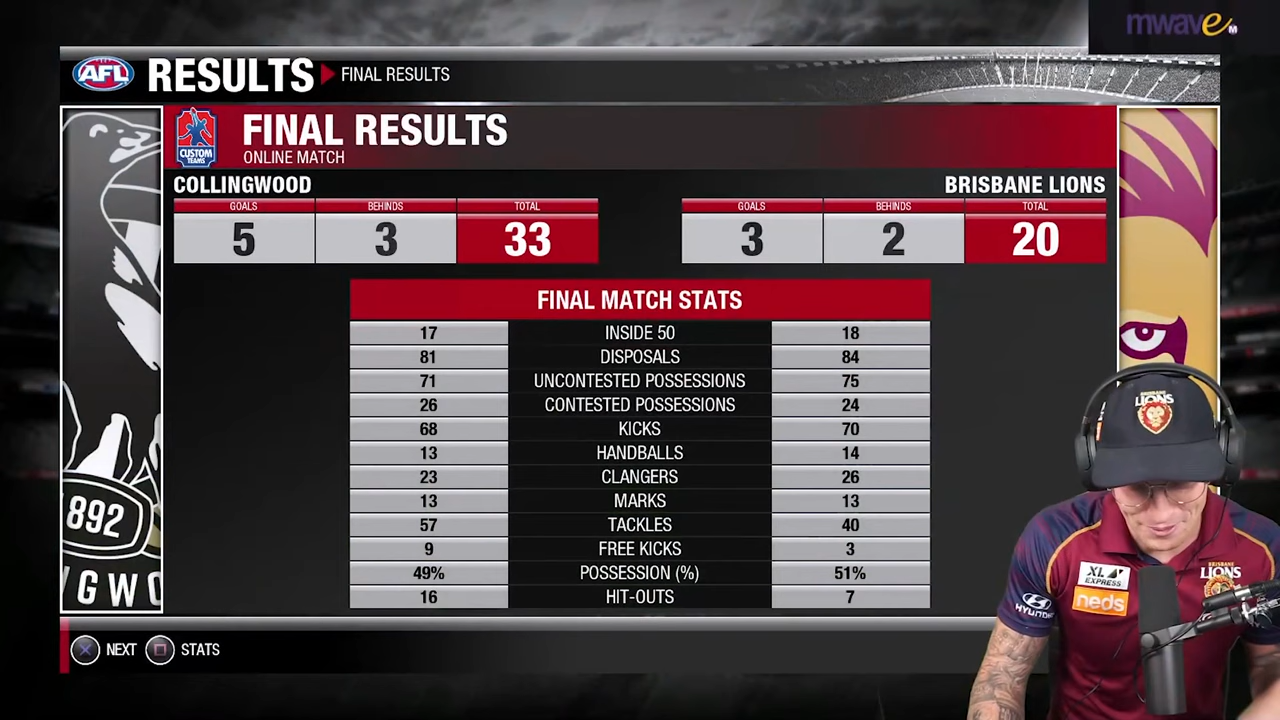 mwave M
AFL RESULTS FINAL RESULTS
CUSTOM TEAMS
FINAL RESULTS
ONLINE MATCH
COLLINGWOOD BRISBANE LIONS
GOALS BEHINDS TOTAL GOALS BEHINDS TOTAL
5 3 33 3 2 20
FINAL MATCH STATS
17 INSIDE 50 18
81 DISPOSALS 84
71 UNCONTESTED POSSESSIONS 75
26 CONTESTED POSSESSIONS 24
68 KICKS 70
13 HANDBALLS 14
23 CLANGERS 26
13 MARKS 13
57 TACKLES 40
9 FREE KICKS 3
49% POSSESSION (%) 51%
16 HIT-OUTS 7
892
NGWO
BRISBANE
LIONS
XL
EXPRESS
neds
HYUNDAI
BRISBANE
LIONS
NEXT STATS